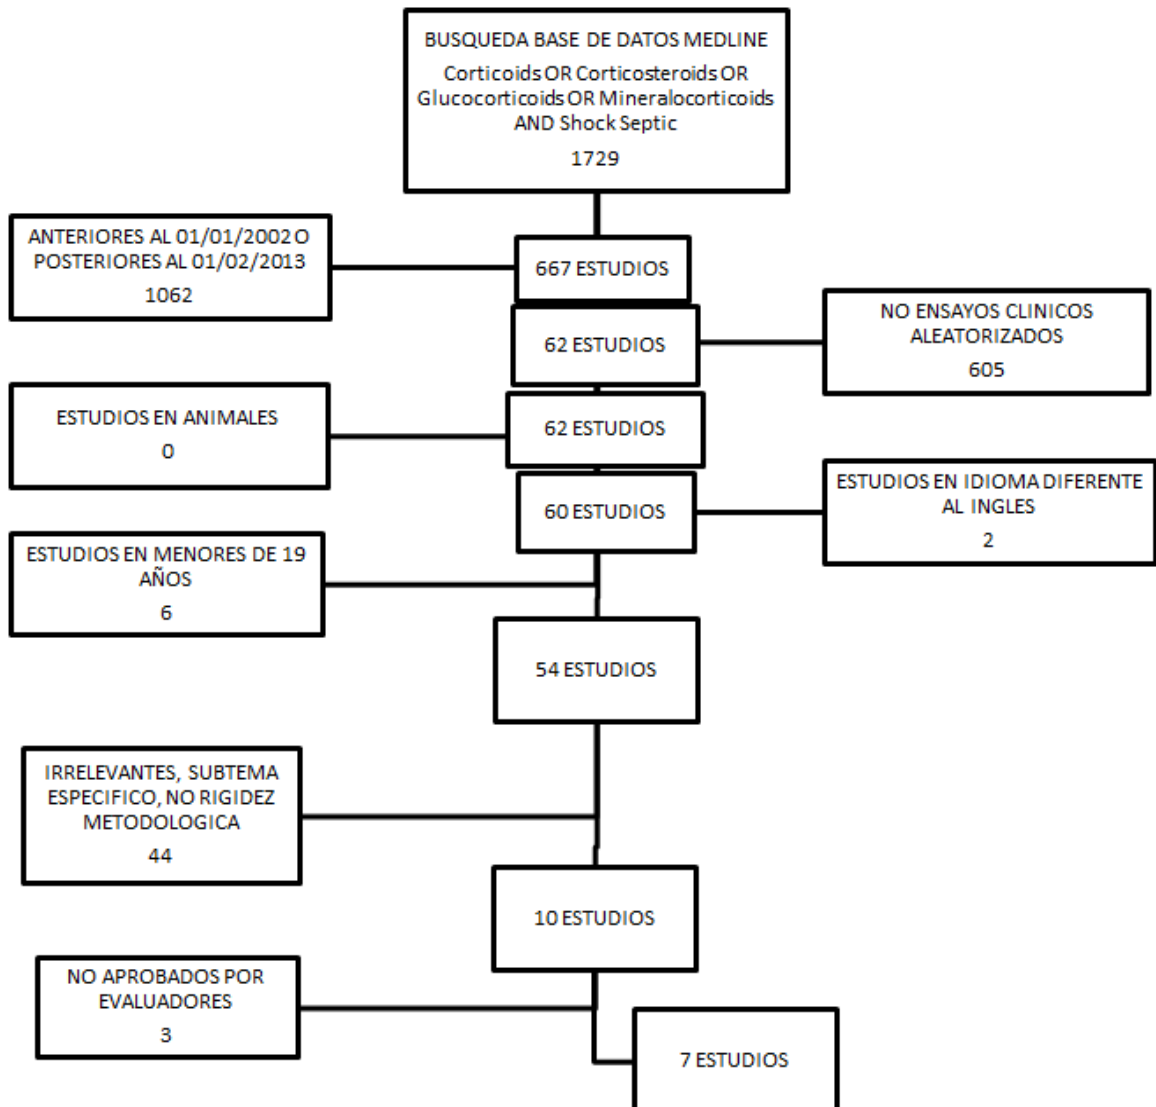 BUSQUEDA BASE DE DATOS MEDLINE
Corticoids OR Corticosteroids OR
Glucocorticoids OR Mineralocorticoids
AND Shock Septic
1729
ANTERIORES AL 01/01/2002 O
POSTERIORES AL 01/02/2013
1062
667 ESTUDIOS
NO ENSAYOS CLINICOS
ALEATORIZADOS
605
62 ESTUDIOS
ESTUDIOS EN ANIMALES
0
62 ESTUDIOS
ESTUDIOS EN IDIOMA DIFERENTE
AL INGLES
2
60 ESTUDIOS
ESTUDIOS EN MENORES DE 19
AÑOS
6
54 ESTUDIOS
IRRELEVANTES, SUBTEMA
ESPECIFICO, NO RIGIDEZ
METODOLOGICA
44
10 ESTUDIOS
NO APROBADOS POR
EVALUADORES
3
7 ESTUDIOS